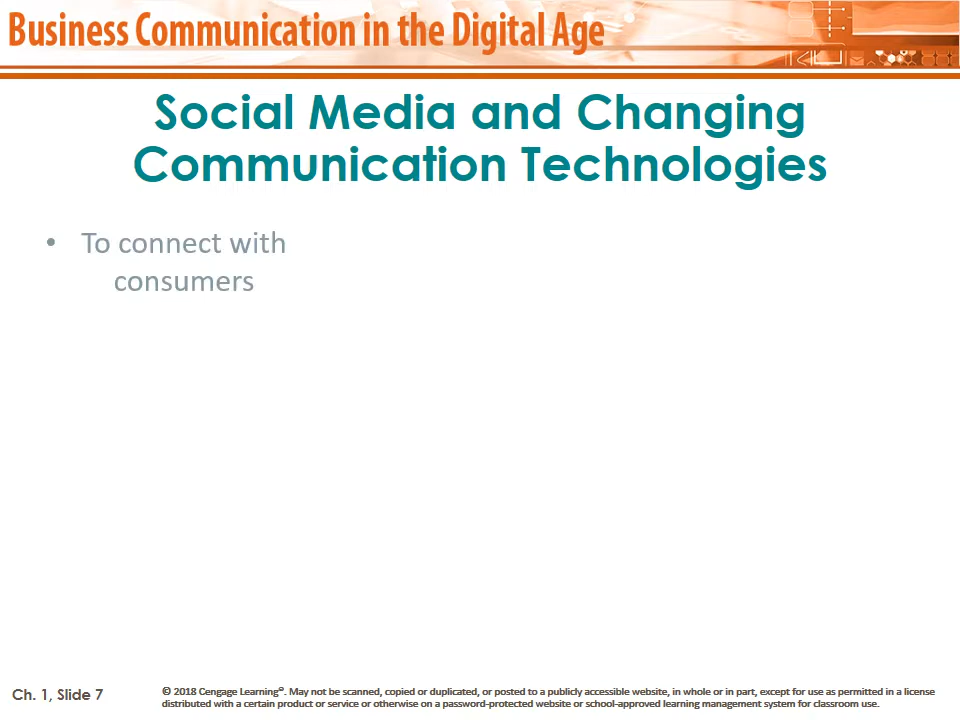 Business Communication in the Digital Age
Social Media and Changing
Communication Technologies
• To connect with
consumers
Ch. 1, Slide 7
© 2018 Cengage Learning®. May not be scanned, copied or duplicated, or posted to a publicly accessible website, in whole or in part, except for use as permitted in a license
distributed with a certain product or service or otherwise on a password-protected website or school-approved learning management system for classroom use.